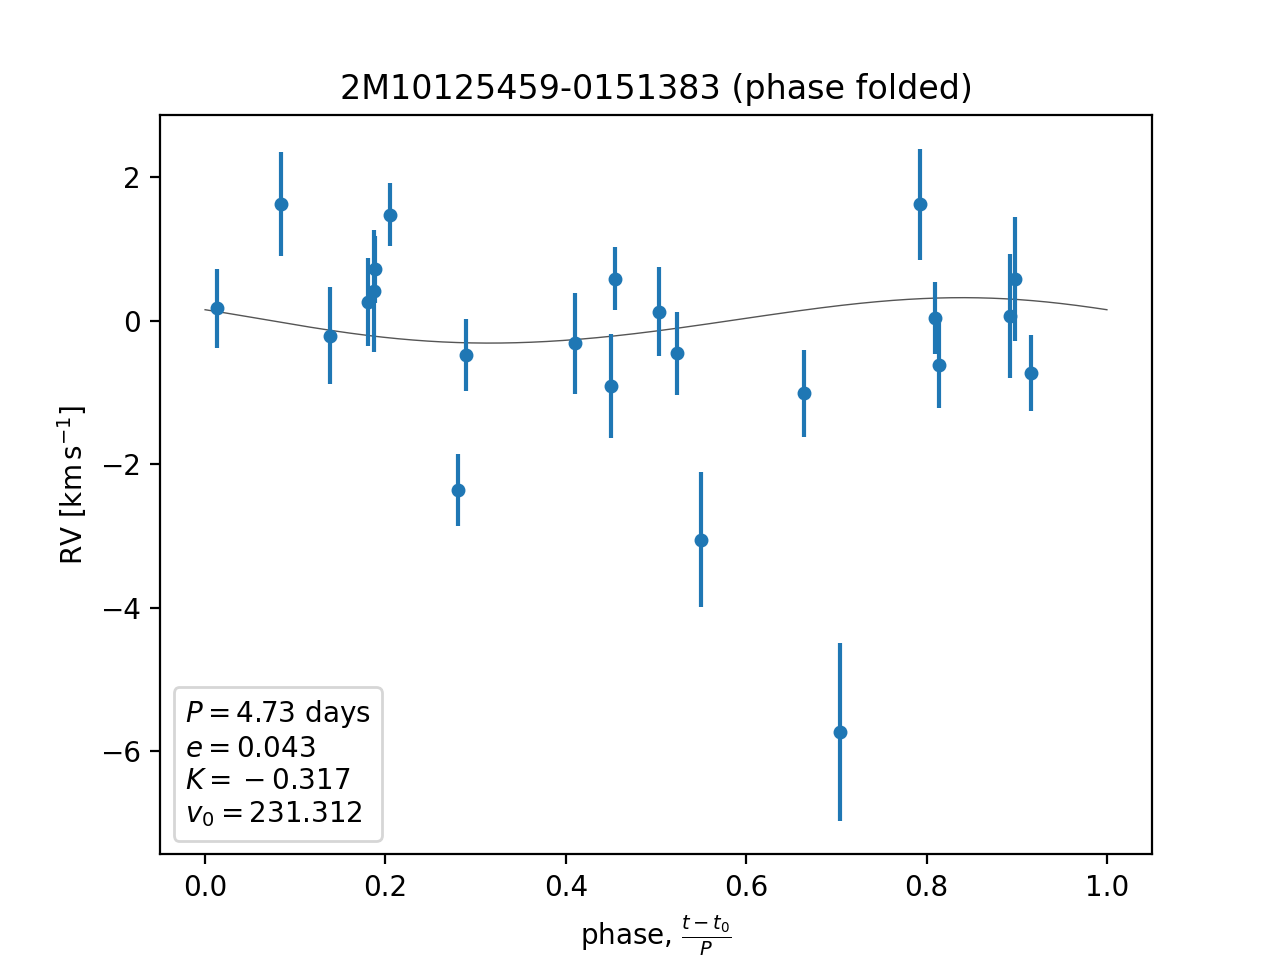 2M10125459-0151383 (phase folded)
RV [km s⁻¹]
2
0
−2
−4
−6
P = 4.73 days
e = 0.043
K = −0.317
v₀ = 231.312
0.0 0.2 0.4 0.6 0.8 1.0
phase, (t − t₀)/P